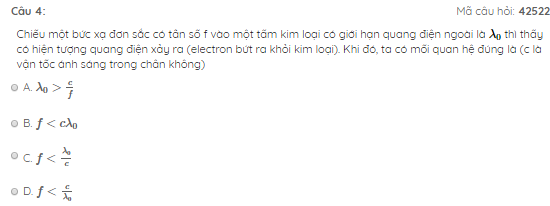 Câu 4: Mã câu hỏi: 42522
Chiếu một bức xạ đơn sắc có tần số f vào một tấm kim loại có giới hạn quang điện ngoài là λ₀ thì thấy
có hiện tượng quang điện xảy ra (electron bứt ra khỏi kim loại). Khi đó, ta có mối quan hệ đúng là (c là
vận tốc ánh sáng trong chân không)
A. λ₀ > c/f
B. f < cλ₀
C. f < λ₀/c
D. f < c/λ₀